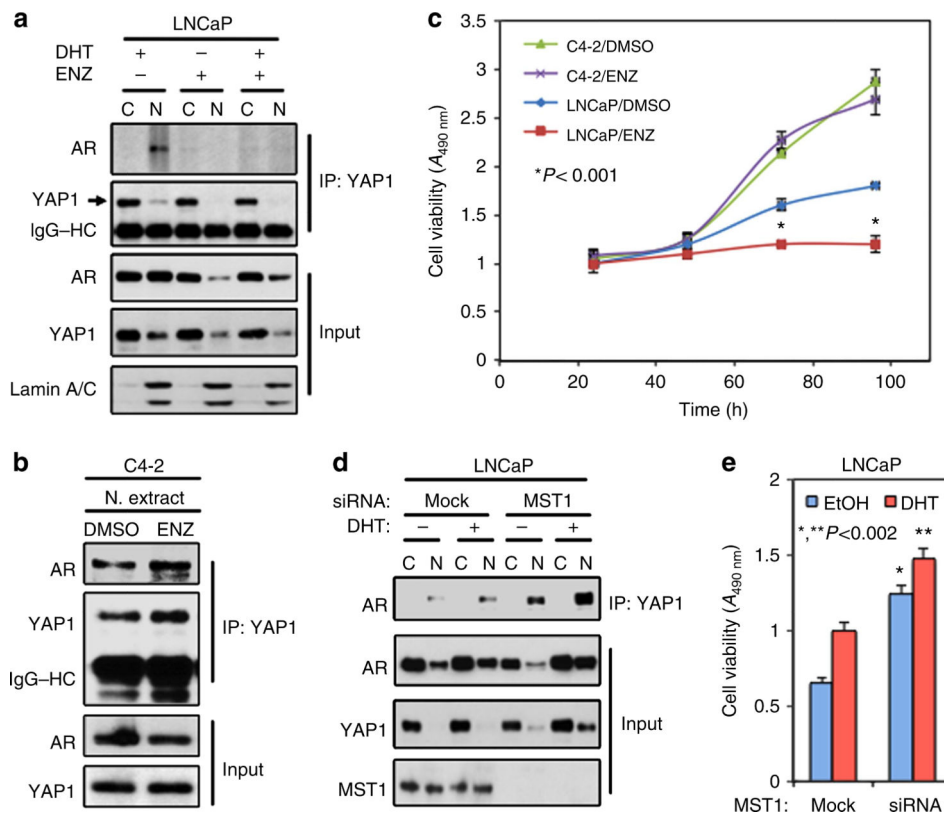 a
LNCaP
DHT + – +
ENZ – + +
C N C N C N
AR
YAP1
IgG–HC
IP: YAP1
AR
YAP1
Lamin A/C
Input
b
C4-2
N. extract
DMSO ENZ
AR
YAP1
IgG–HC
IP: YAP1
AR
YAP1
Input
c
Cell viability (A490 nm)
3.5
3
2.5
2
1.5
1
0.5
0
0 20 40 60 80 100
Time (h)
C4-2/DMSO
C4-2/ENZ
LNCaP/DMSO
LNCaP/ENZ
*P< 0.001
*
*
d
LNCaP
siRNA: Mock MST1
DHT: – + – +
C N C N C N C N
AR
IP: YAP1
AR
YAP1
MST1
Input
e
LNCaP
EtOH DHT
*,**P<0.002
*
**
Cell viability (A490 nm)
2
1.5
1
0.5
0
MST1: Mock siRNA